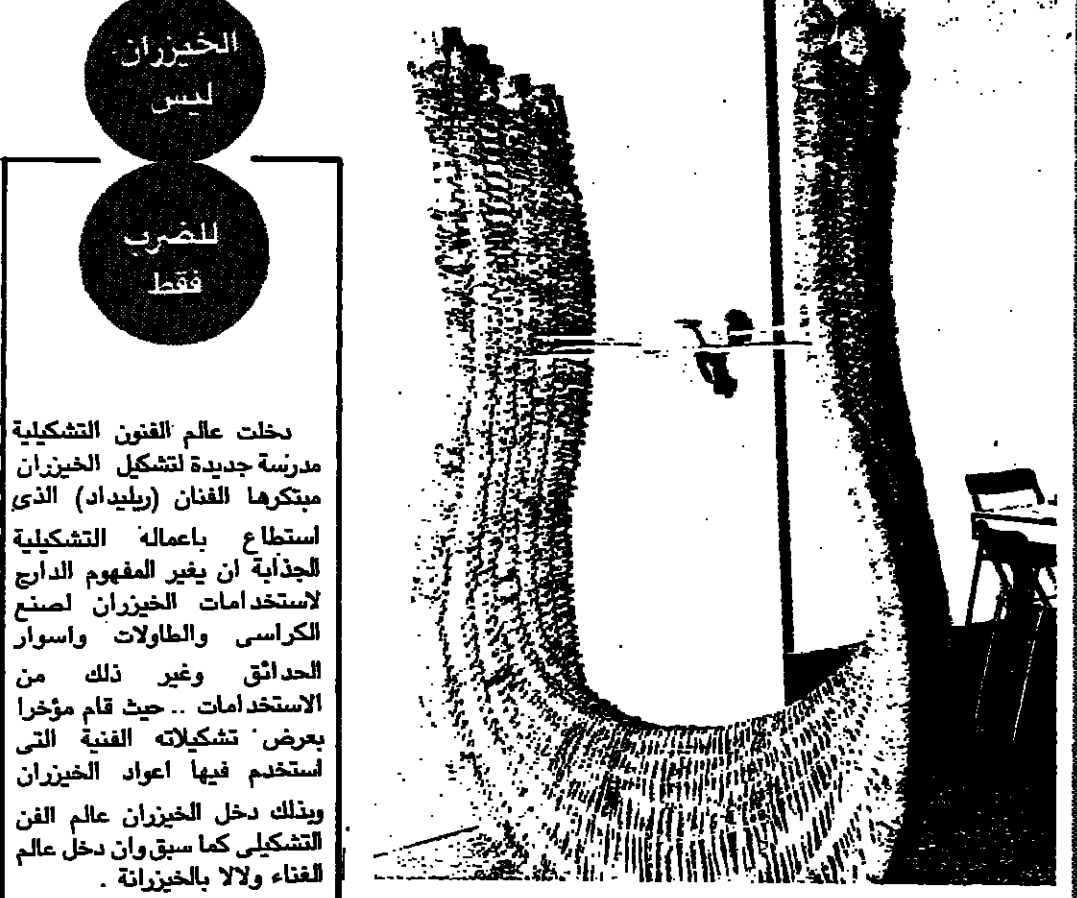 الخيزران
ليس
للضرب
فقط
دخلت عالم الفنون التشكيلية
مدرسة جديدة لتشكيل الخيزران
مبتكرها الفنان (ريليداد) الذى
استطاع باعماله التشكيلية
الجذابة ان يغير المفهوم الدارج
لاستخدامات الخيزران لصنع
الكراسى والطاولات واسوار
الحدائق وغير ذلك من
الاستخدامات .. حيث قام مؤخرا
بعرض تشكيلاته الفنية التى
استخدم فيها اعواد الخيزران
وبذلك دخل الخيزران عالم الفن
التشكيلى كما سبق وان دخل عالم
الغناء ولالا بالخيزرانة .